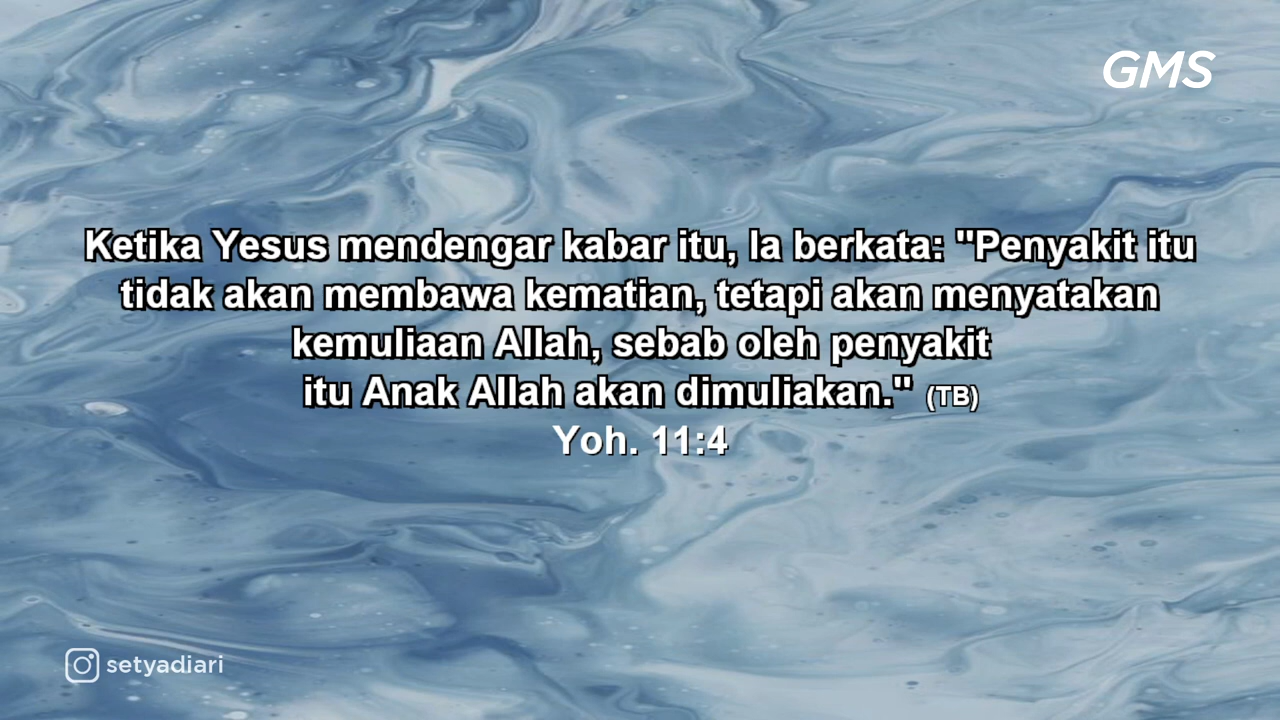 GMS
Ketika Yesus mendengar kabar itu, Ia berkata: "Penyakit itu
tidak akan membawa kematian, tetapi akan menyatakan
kemuliaan Allah, sebab oleh penyakit
itu Anak Allah akan dimuliakan." (TB)
Yoh. 11:4
setyadiari